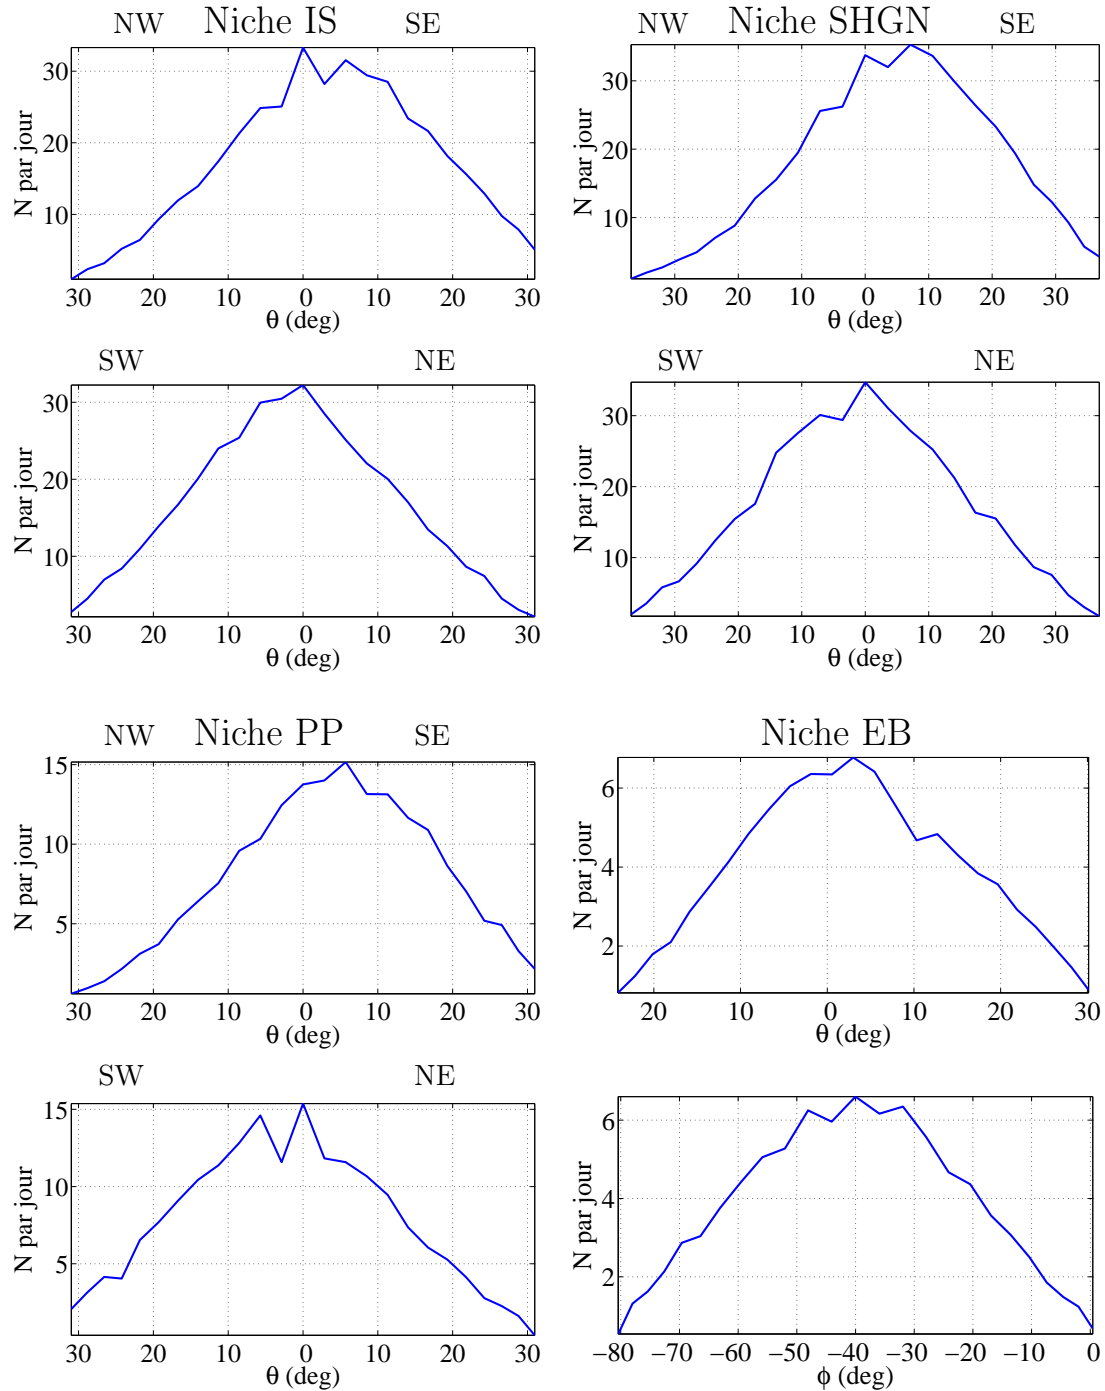 NW Niche IS SE
N par jour
30
20
10
30 20 10 0 10 20 30
θ (deg)
NW Niche SHGN SE
N par jour
30
20
10
30 20 10 0 10 20 30
θ (deg)
SW NE
N par jour
30
20
10
30 20 10 0 10 20 30
θ (deg)
SW NE
N par jour
30
20
10
30 20 10 0 10 20 30
θ (deg)
NW Niche PP SE
N par jour
15
10
5
30 20 10 0 10 20 30
θ (deg)
Niche EB
N par jour
6
4
2
20 10 0 10 20 30
θ (deg)
SW NE
N par jour
15
10
5
30 20 10 0 10 20 30
θ (deg)
N par jour
6
4
2
−80 −70 −60 −50 −40 −30 −20 −10 0
ϕ (deg)